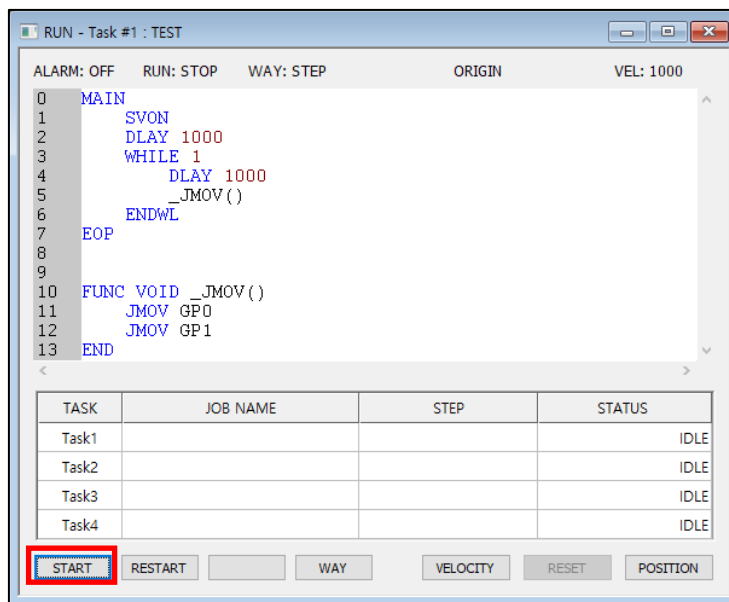 RUN - Task #1 : TEST
ALARM: OFF RUN: STOP WAY: STEP ORIGIN VEL: 1000
0 MAIN
1 SVON
2 DLAY 1000
3 WHILE 1
4 DLAY 1000
5 _JMOV()
6 ENDWL
7 EOP
8
9
10 FUNC VOID _JMOV()
11 JMOV GP0
12 JMOV GP1
13 END
TASK JOB NAME STEP STATUS
Task1 IDLE
Task2 IDLE
Task3 IDLE
Task4 IDLE
START RESTART WAY VELOCITY RESET POSITION